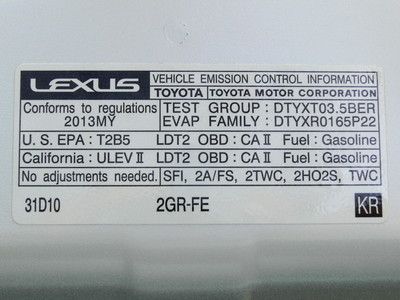 LEXUS VEHICLE EMISSION CONTROL INFORMATION
TOYOTA TOYOTA MOTOR CORPORATION
Conforms to regulations TEST GROUP : DTYXT03.5BER
2013MY EVAP FAMILY : DTYXR0165P22
U. S. EPA : T2B5 LDT2 OBD : CA II Fuel : Gasoline
California : ULEV II LDT2 OBD : CA II Fuel : Gasoline
No adjustments needed. SFI, 2A/FS, 2TWC, 2HO2S, TWC
31D10 2GR-FE KR